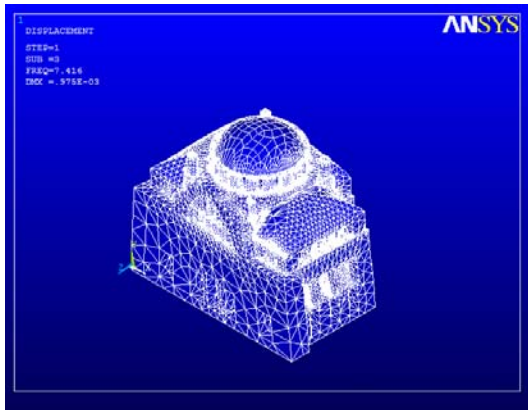 1
DISPLACEMENT
STEP=1
SUB =3
FREQ=7.416
DMX =.975E-03
ANSYS